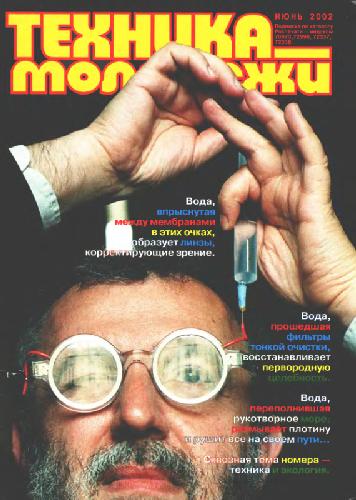 ИЮНЬ 2002
ТЕХНИКА
МОЛОДЕЖИ
Вода,
впрыснутая
между мембранами
в этих очках,
образует линзы,
корректирующие зрение.
Вода,
прошедшая
фильтры
тонкой очистки,
восстанавливает
первородную
целебность.
Вода,
переполнившая
рукотворное море,
размывает плотину
и рушит все на своем пути...
Сквозная тема номера —
техника и экология.